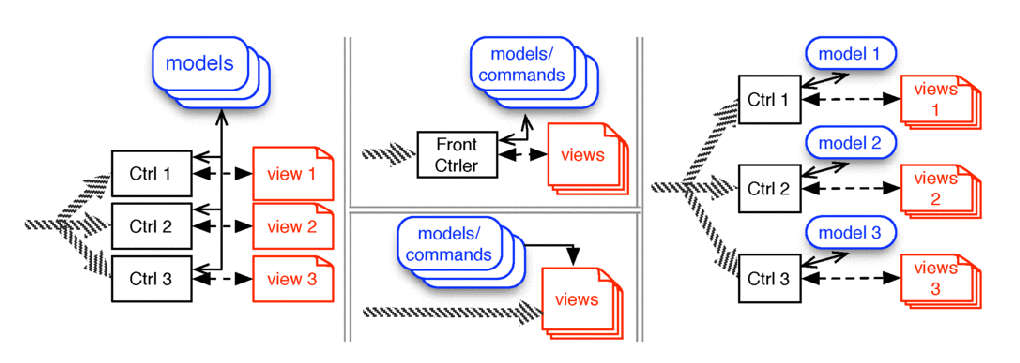 models
Ctrl 1
view 1
Ctrl 2
view 2
Ctrl 3
view 3
models/
commands
Front
Ctrler
views
models/
commands
views
model 1
Ctrl 1
views
1
model 2
Ctrl 2
views
2
model 3
Ctrl 3
views
3